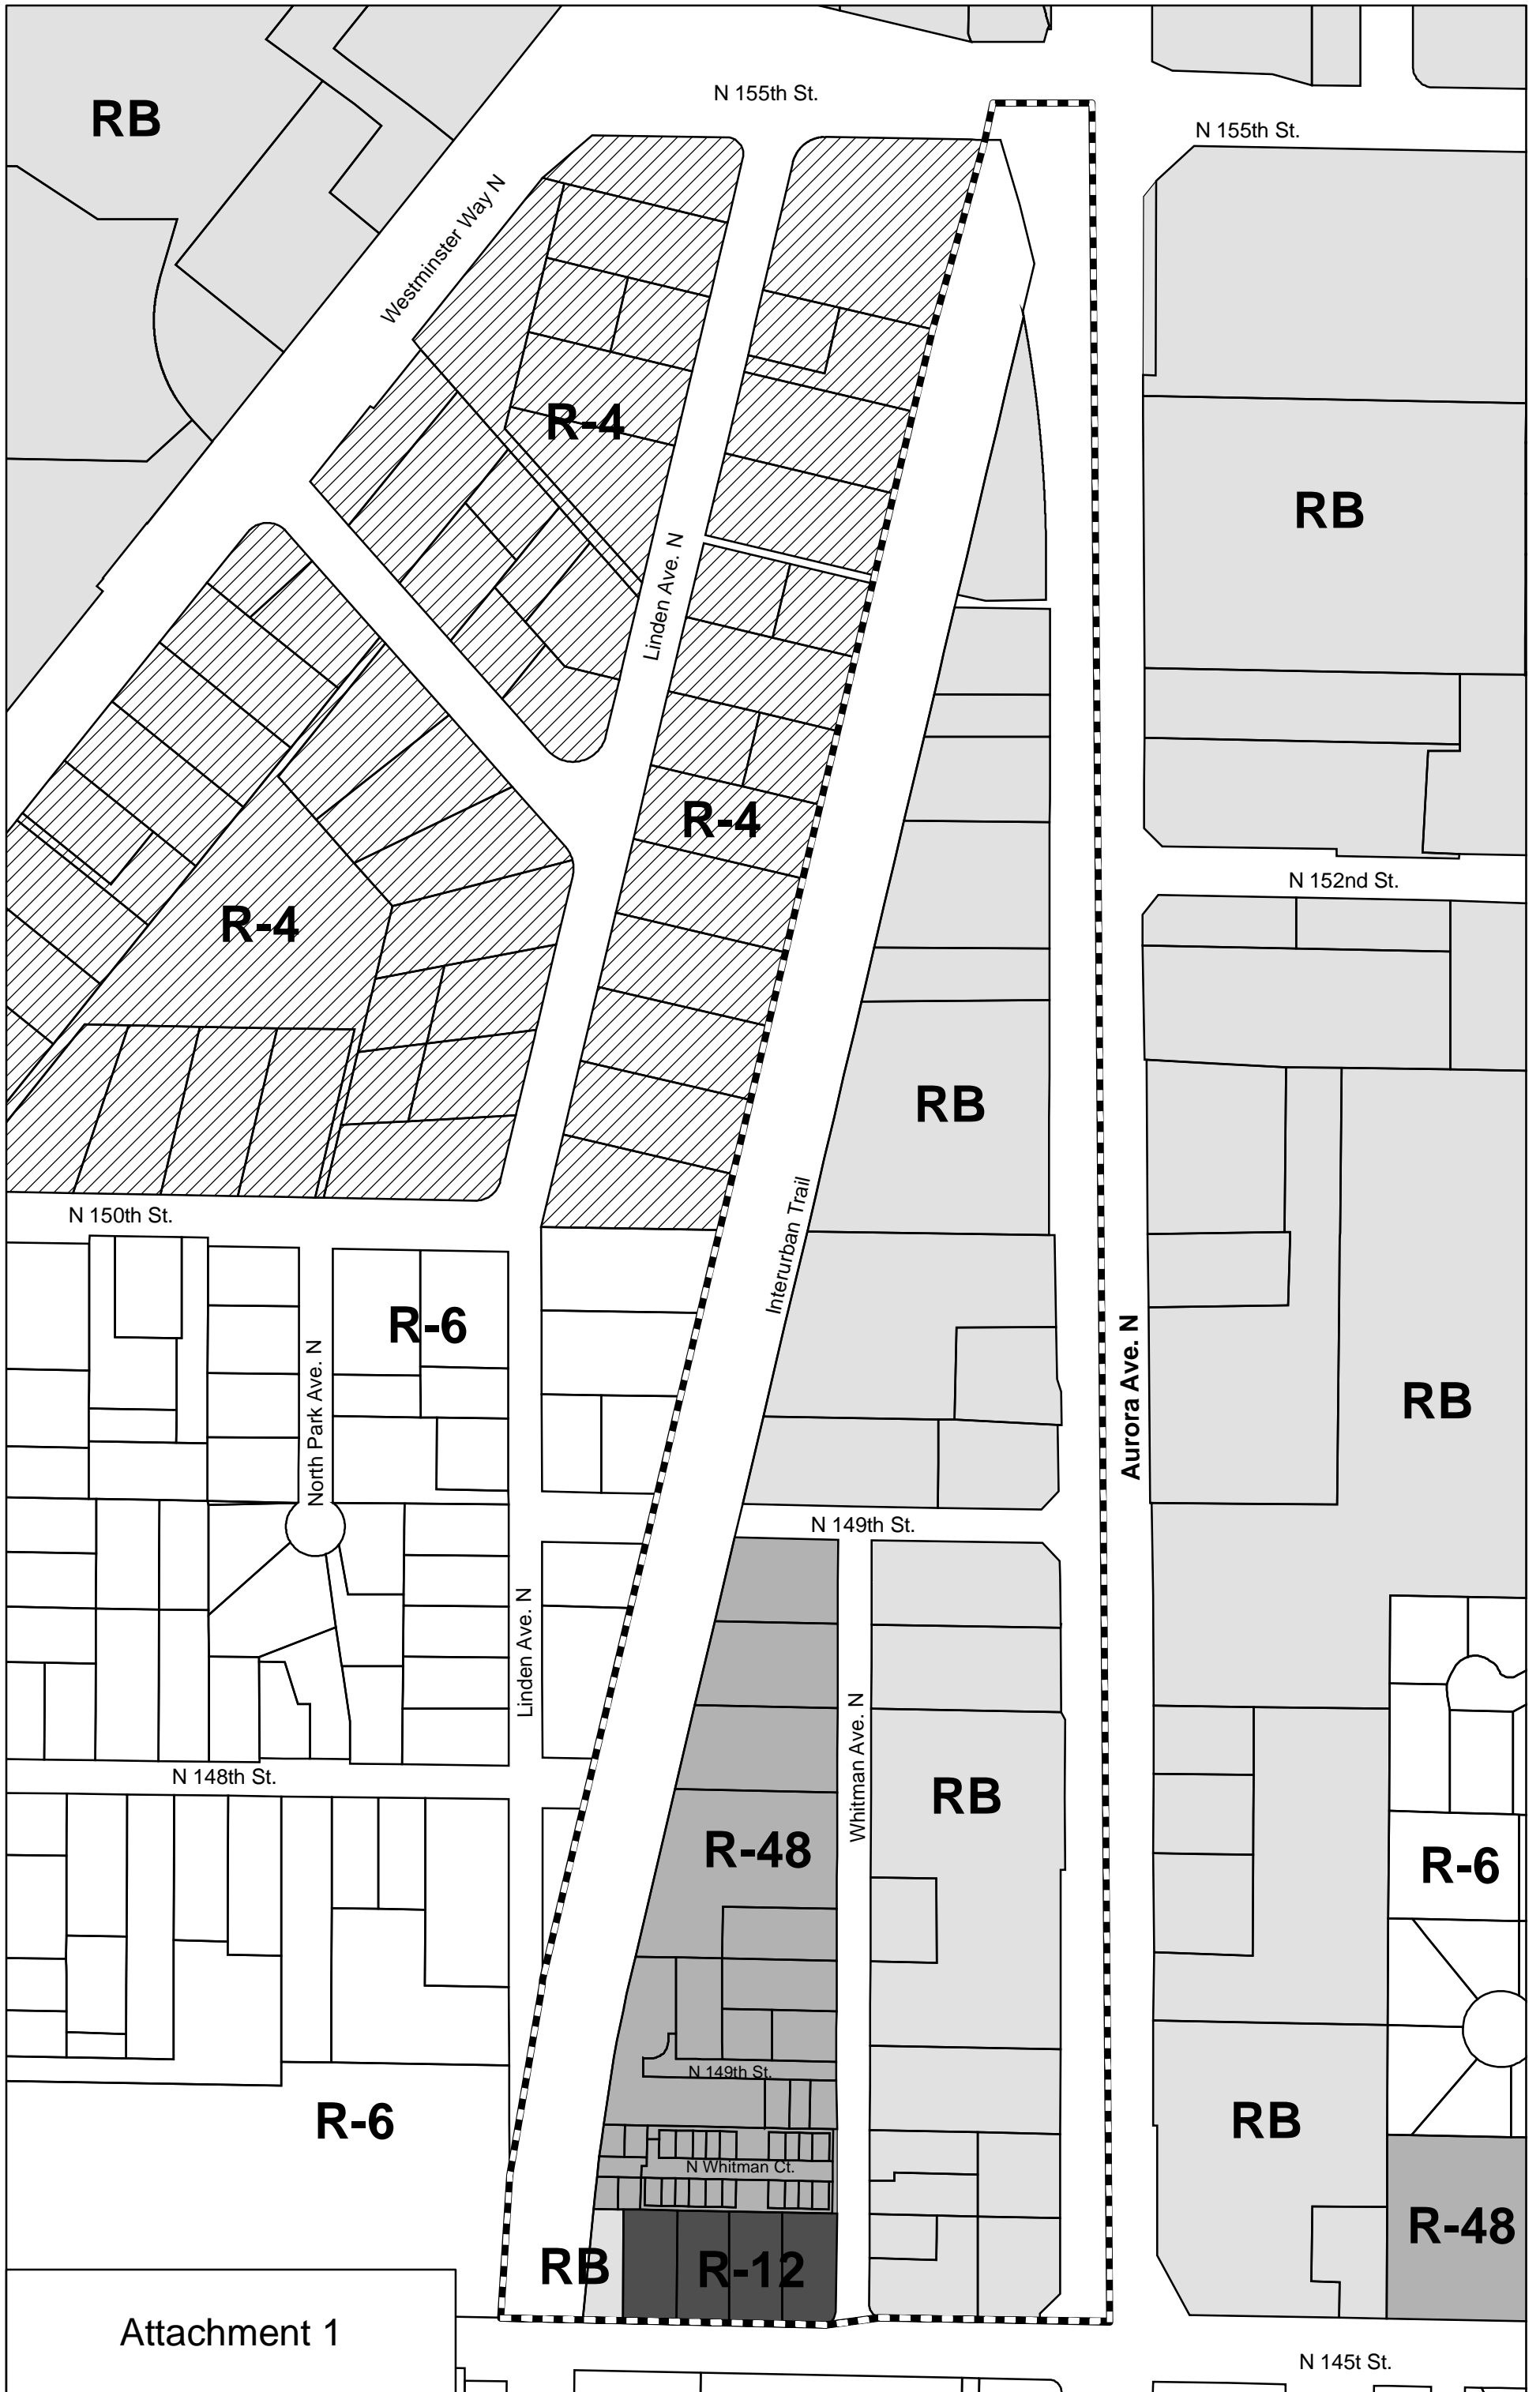 N 155th St.
RB
N 155th St.
Westminster Way N
R-4
RB
Linden Ave. N
R-4
N 152nd St.
R-4
RB
N 150th St.
Interurban Trail
R-6
North Park Ave. N
Aurora Ave. N
RB
N 149th St.
Linden Ave. N
N 148th St.
Whitman Ave. N
RB
R-48
R-6
N 149th St.
R-6
RB
N Whitman Ct.
R-48
RB
R-12
Attachment 1
N 145t St.